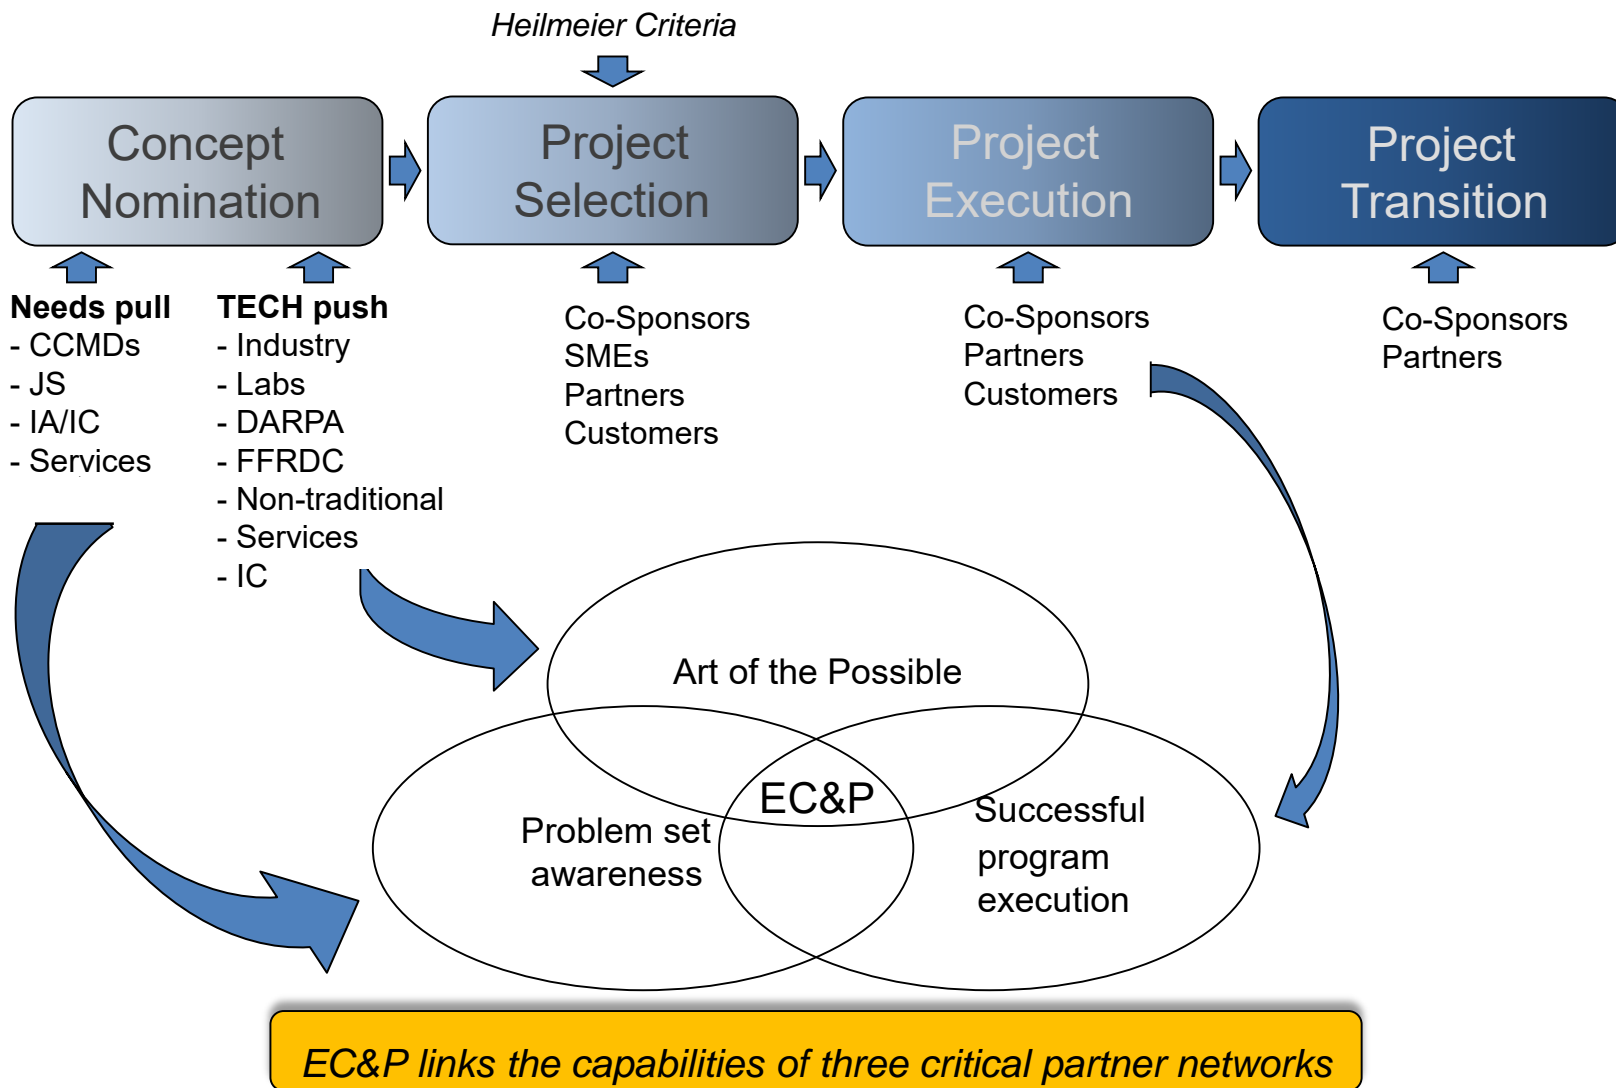 Heilmeier Criteria
Concept
Nomination
Project
Selection
Project
Execution
Project
Transition
Needs pull
- CCMDs
- JS
- IA/IC
- Services
TECH push
- Industry
- Labs
- DARPA
- FFRDC
- Non-traditional
- Services
- IC
Co-Sponsors
SMEs
Partners
Customers
Co-Sponsors
Partners
Customers
Co-Sponsors
Partners
Art of the Possible
EC&P
Problem set
awareness
Successful
program
execution
EC&P links the capabilities of three critical partner networks